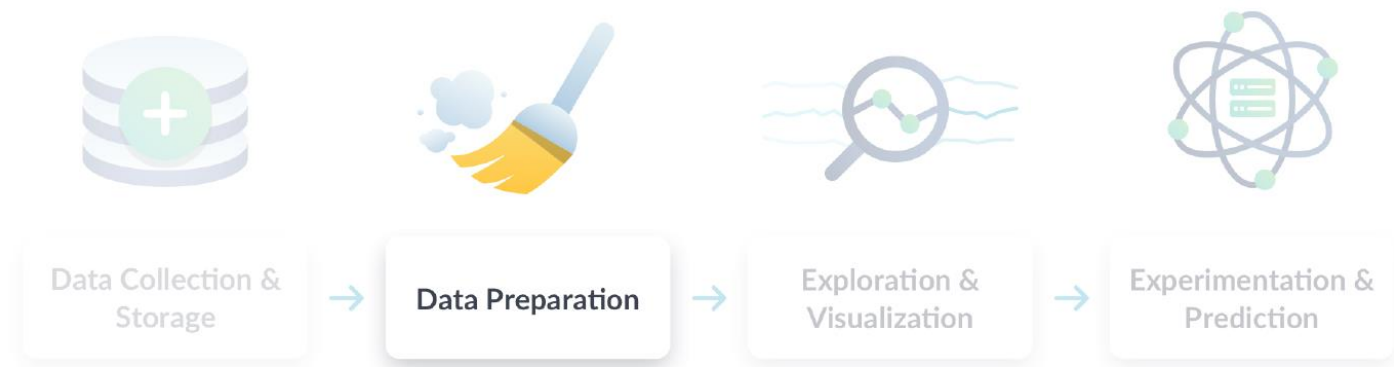 Data Collection &
Storage
Data Preparation
Exploration &
Visualization
Experimentation &
Prediction